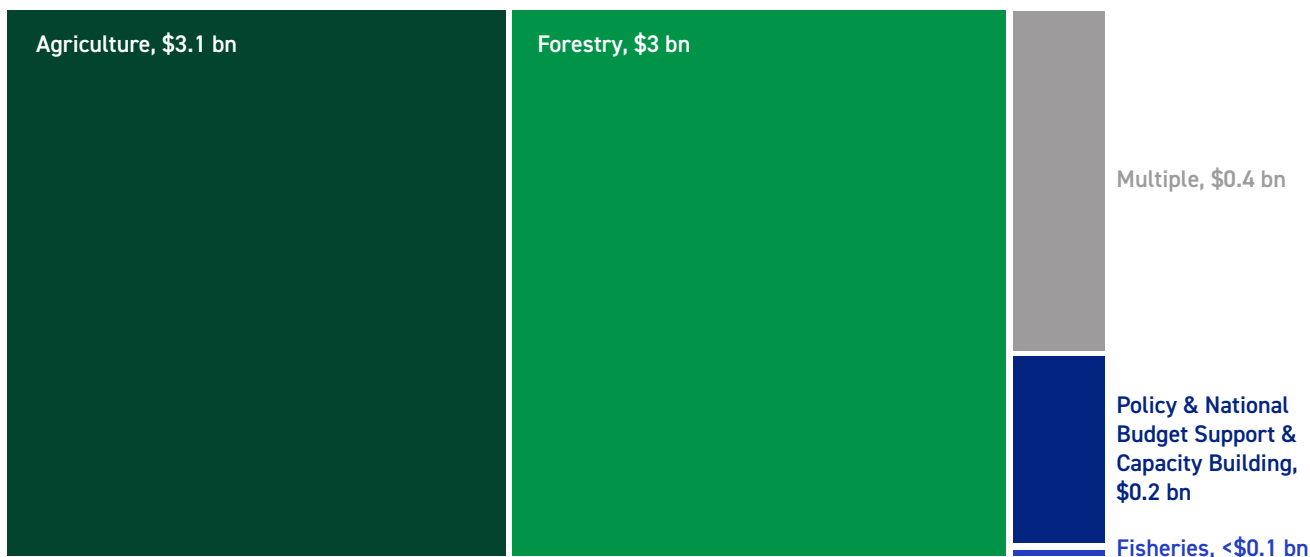 Agriculture, $3.1 bn
Forestry, $3 bn
Multiple, $0.4 bn
Policy & National
Budget Support &
Capacity Building,
$0.2 bn
Fisheries, <$0.1 bn